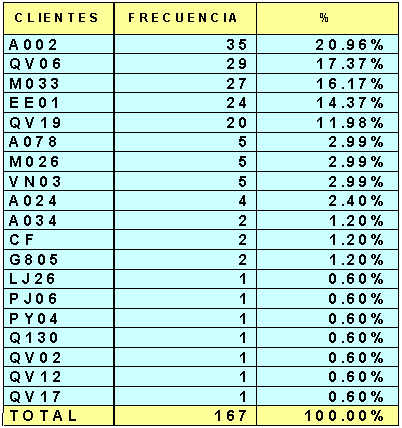 CLIENTES FRECUENCIA %
A002 35 20.96%
QV06 29 17.37%
M033 27 16.17%
EE01 24 14.37%
QV19 20 11.98%
A078 5 2.99%
M026 5 2.99%
VN03 5 2.99%
A024 4 2.40%
A034 2 1.20%
CF 2 1.20%
G805 2 1.20%
LJ26 1 0.60%
PJ06 1 0.60%
PY04 1 0.60%
Q130 1 0.60%
QV02 1 0.60%
QV12 1 0.60%
QV17 1 0.60%
TOTAL 167 100.00%